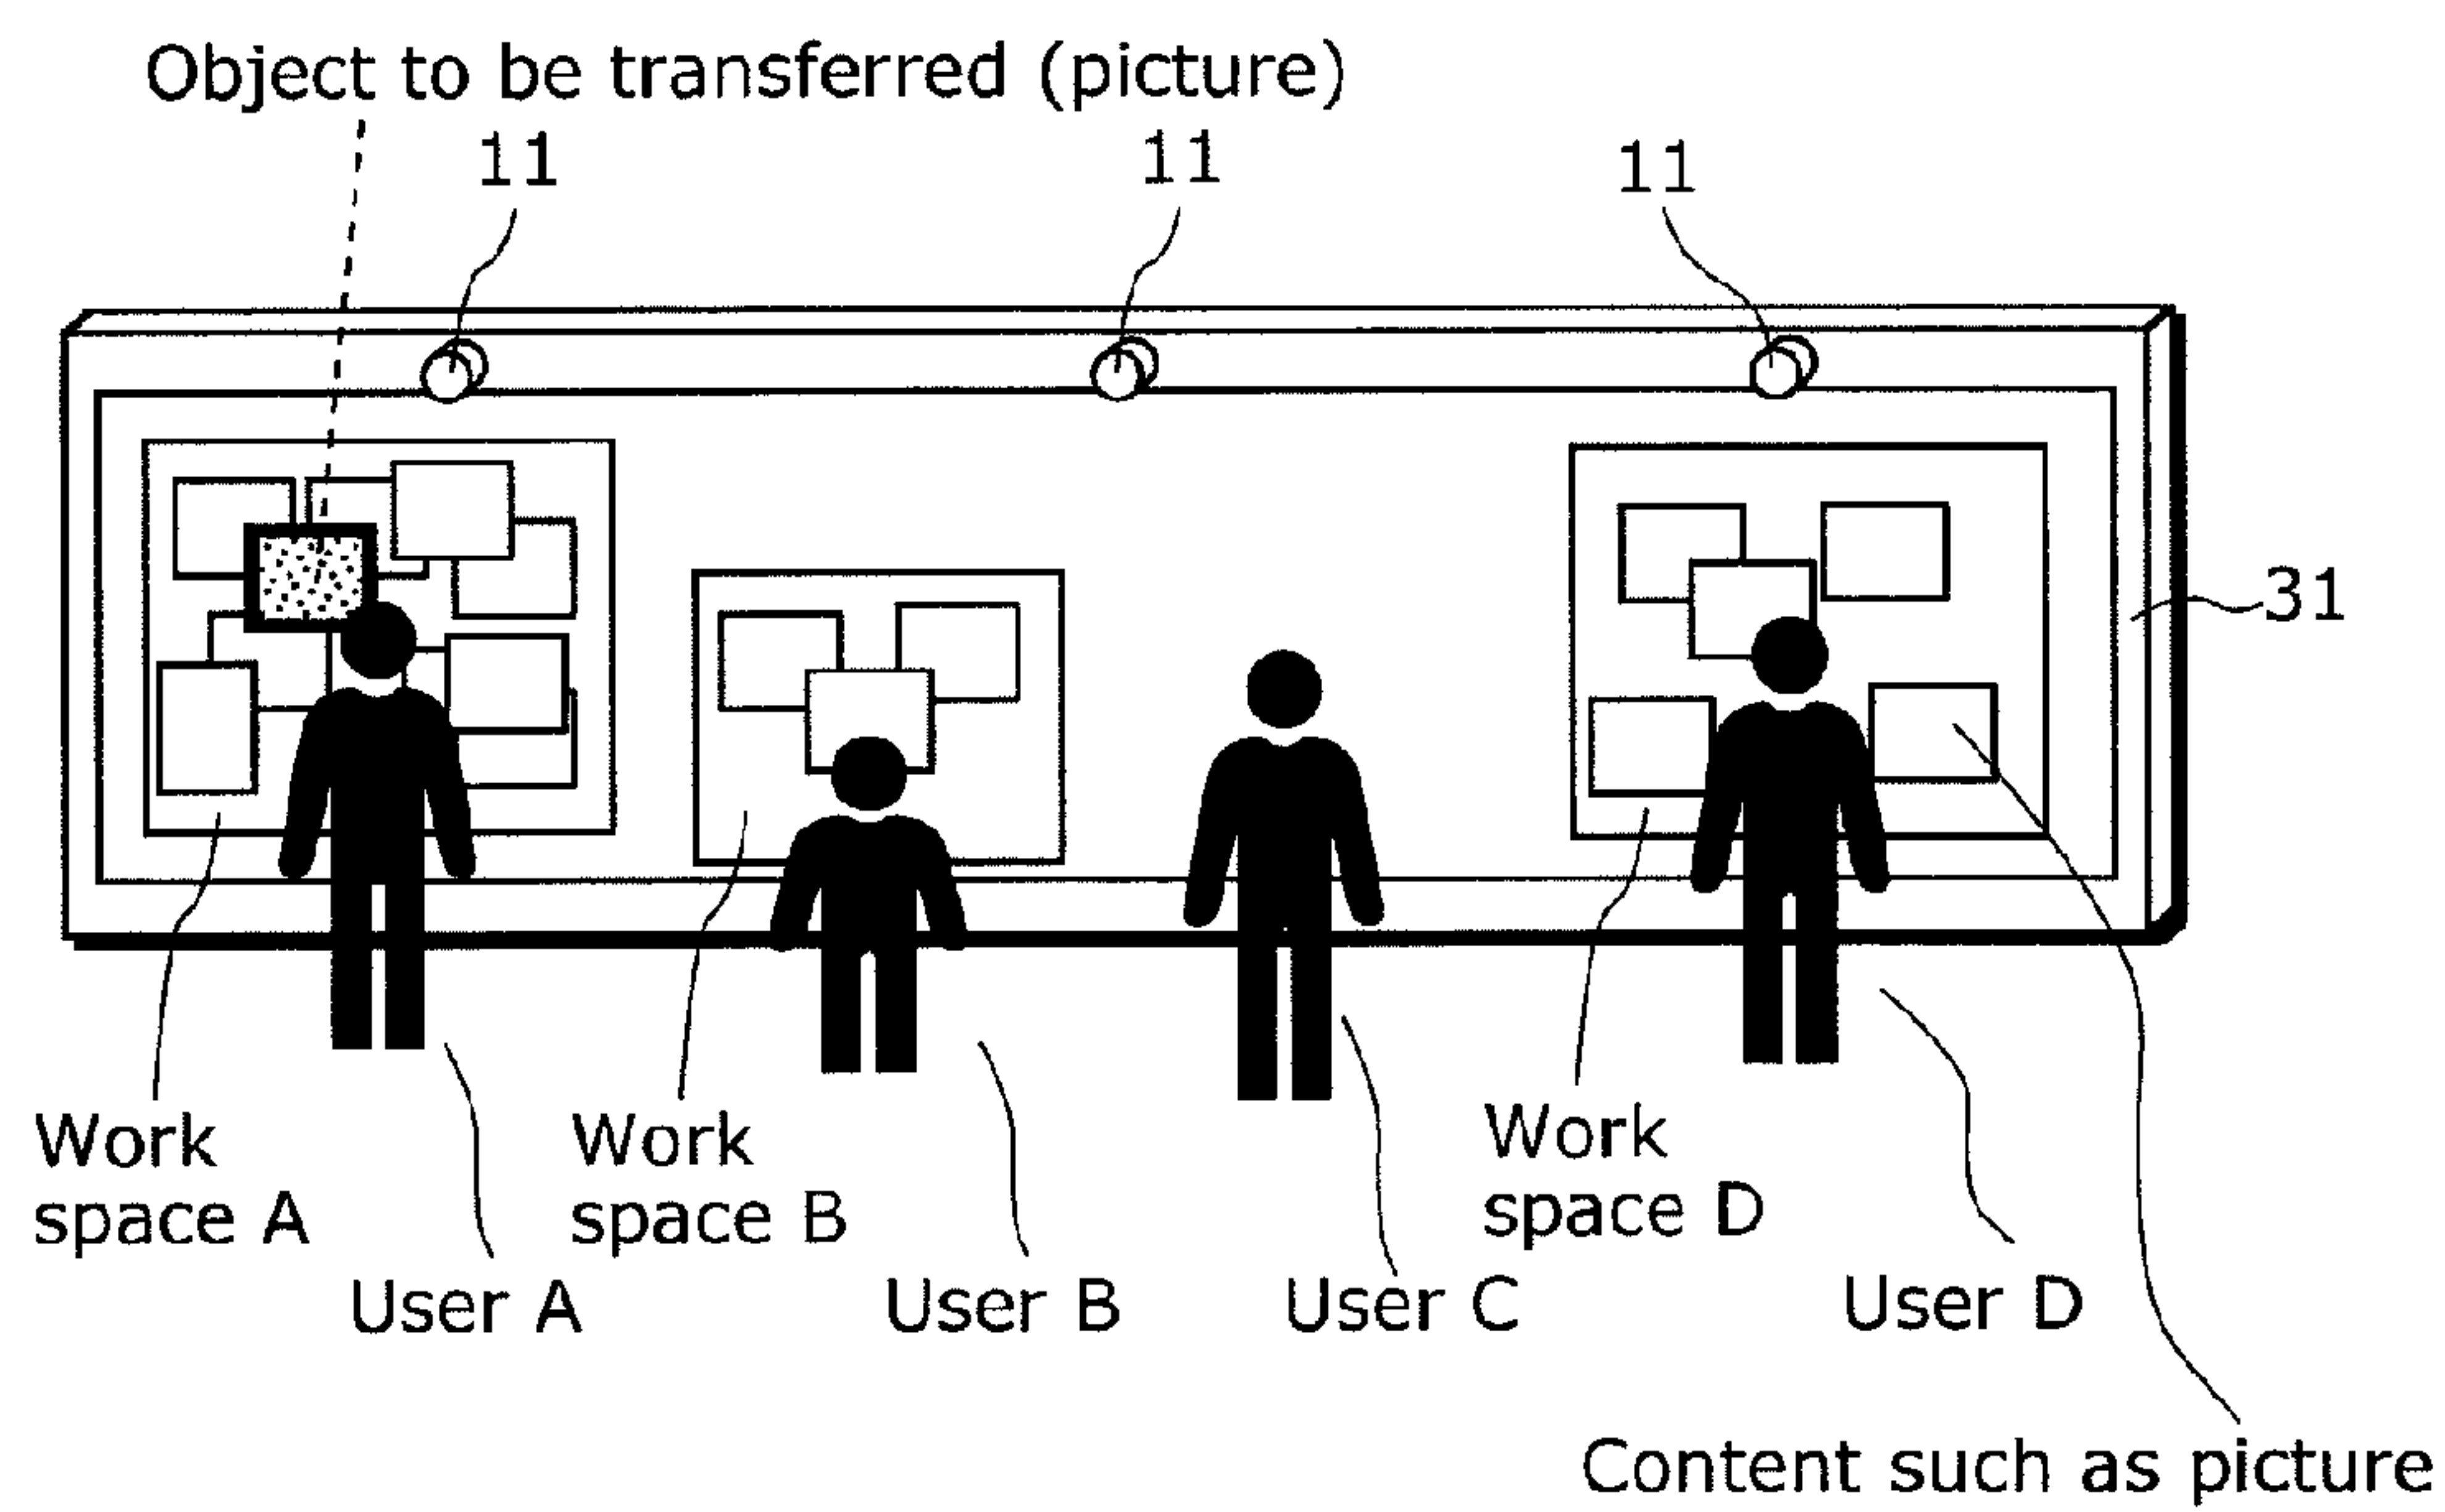 Object to be transferred (picture)
11
11
11
31
Work
space A
Work
space B
Work
space D
User A
User B
User C
User D
Content such as picture